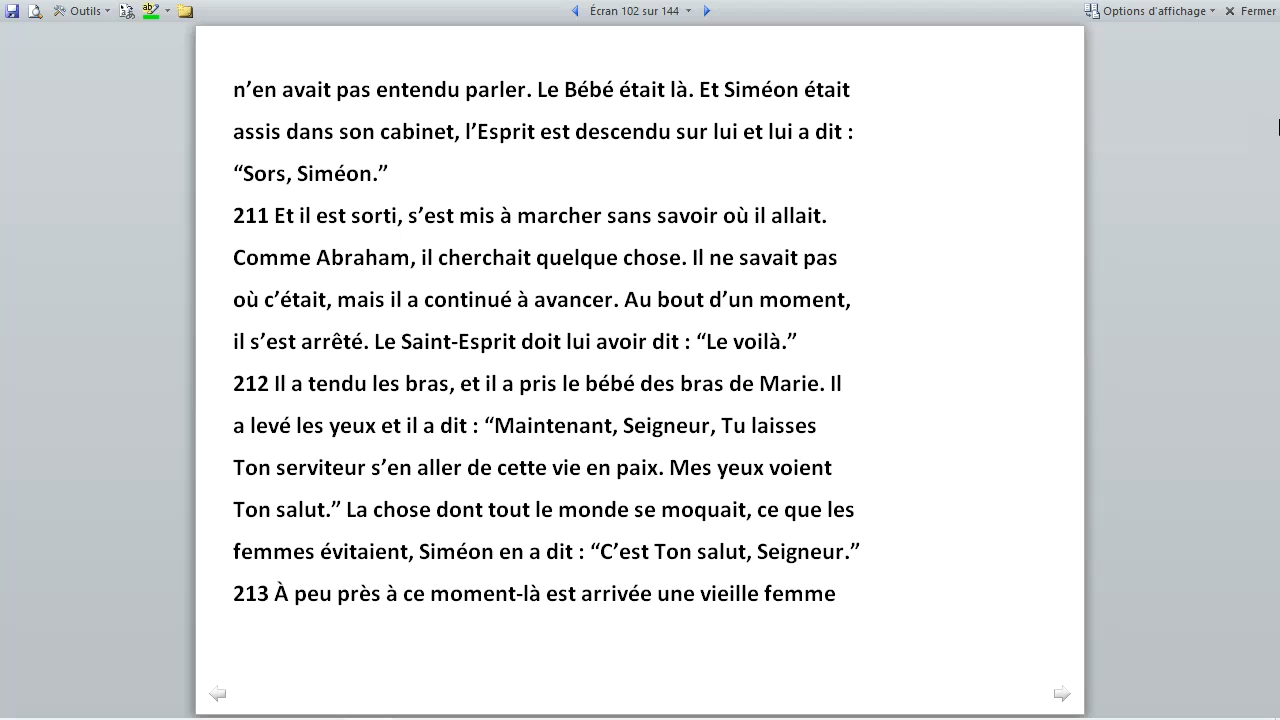 Outils
Écran 102 sur 144
Options d'affichage
Fermer
n’en avait pas entendu parler. Le Bébé était là. Et Siméon était
assis dans son cabinet, l’Esprit est descendu sur lui et lui a dit :
“Sors, Siméon.”
211 Et il est sorti, s’est mis à marcher sans savoir où il allait.
Comme Abraham, il cherchait quelque chose. Il ne savait pas
où c’était, mais il a continué à avancer. Au bout d’un moment,
il s’est arrêté. Le Saint-Esprit doit lui avoir dit : “Le voilà.”
212 Il a tendu les bras, et il a pris le bébé des bras de Marie. Il
a levé les yeux et il a dit : “Maintenant, Seigneur, Tu laisses
Ton serviteur s’en aller de cette vie en paix. Mes yeux voient
Ton salut.” La chose dont tout le monde se moquait, ce que les
femmes évitaient, Siméon en a dit : “C’est Ton salut, Seigneur.”
213 À peu près à ce moment-là est arrivée une vieille femme